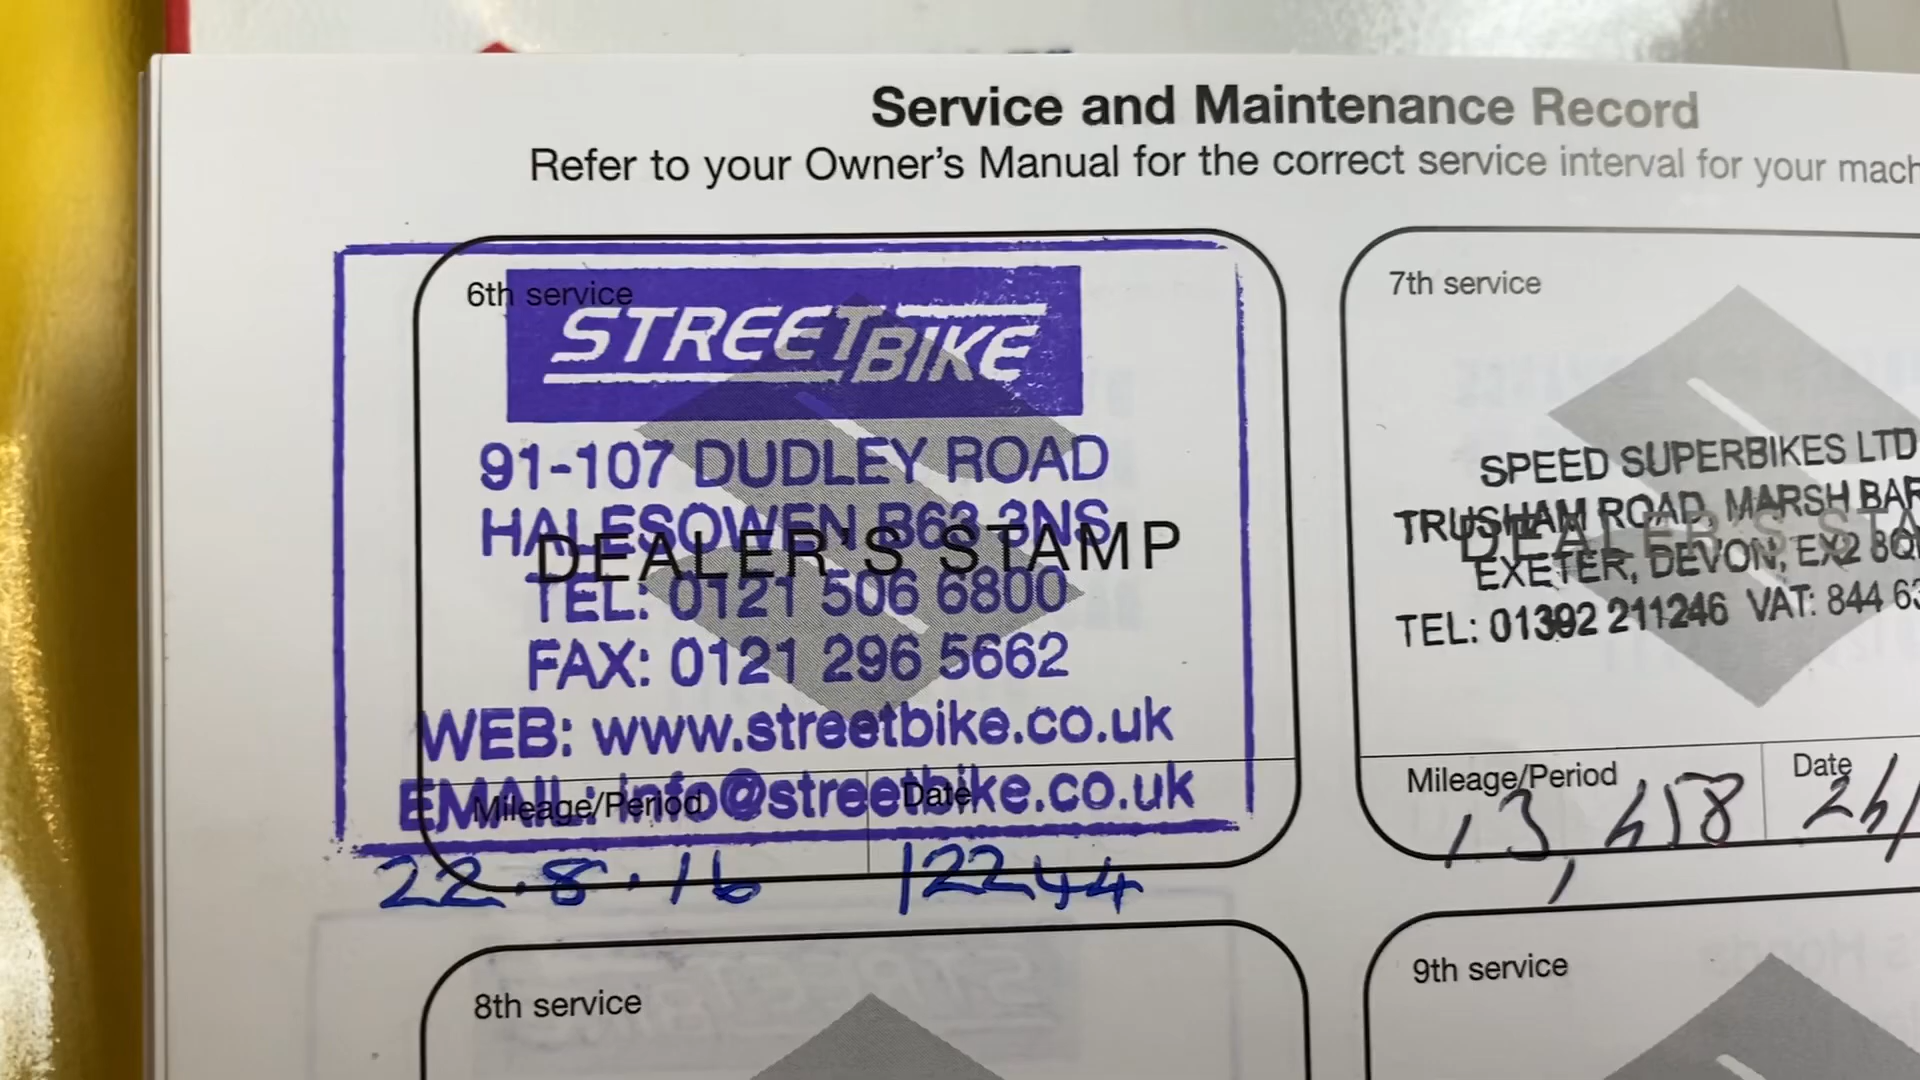 Service and Maintenance Record
Refer to your Owner's Manual for the correct service interval for your mach
6th service
STREETBIKE
91-107 DUDLEY ROAD
HALESOWEN B63 3NS
DEALER'S STAMP
TEL: 0121 506 6800
FAX: 0121 296 5662
WEB: www.streetbike.co.uk
EMAIL: info@streetbike.co.uk
Mileage/Period Date
22.8.16 12244
7th service
SPEED SUPERBIKES LTD
TRUSHAM ROAD, MARSH BAR
DEALER'S STA
EXETER, DEVON, EX2 8Q
TEL: 01392 211246 VAT: 844 63
Mileage/Period Date
8th service
9th service